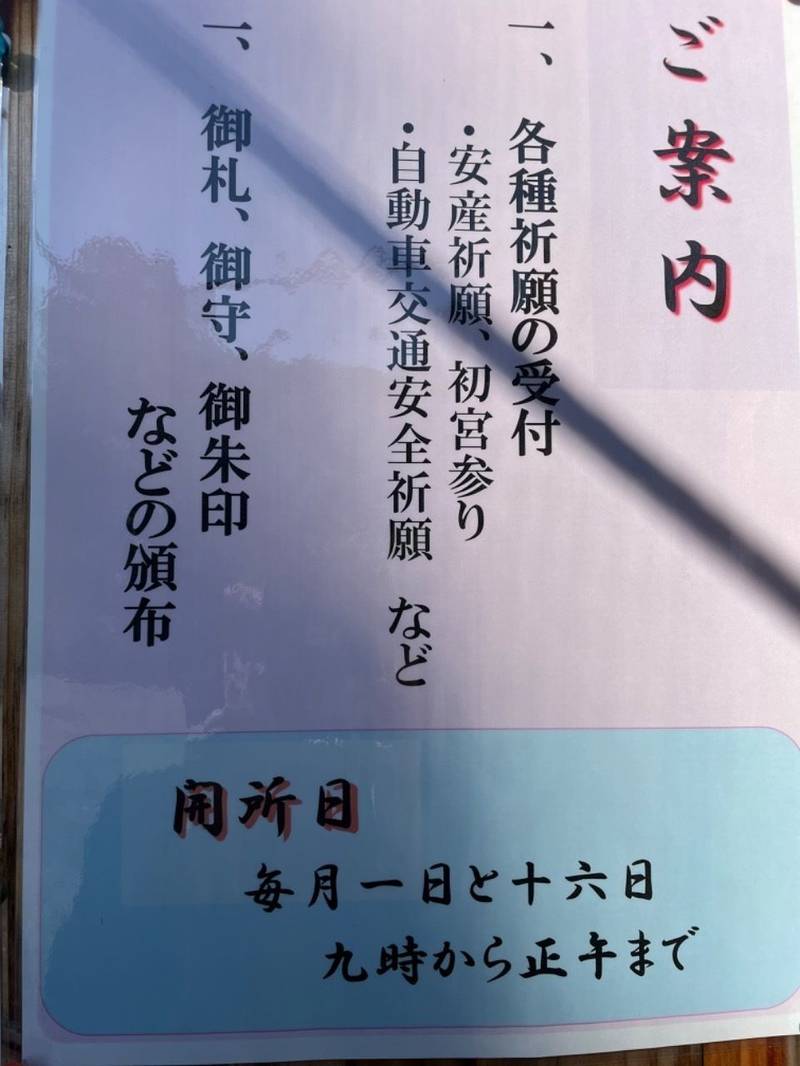 ご案内
一、各種祈願の受付
・安産祈願、初宮参り
・自動車交通安全祈願 など
一、御札、御守、御朱印
などの頒布
開所日
毎月一日と十六日
九時から正午まで